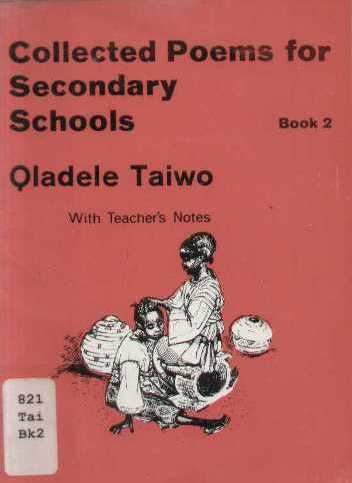 Collected Poems for
Secondary
Schools
Book 2
Ọladele Taiwo
With Teacher's Notes
821
Tai
Bk2